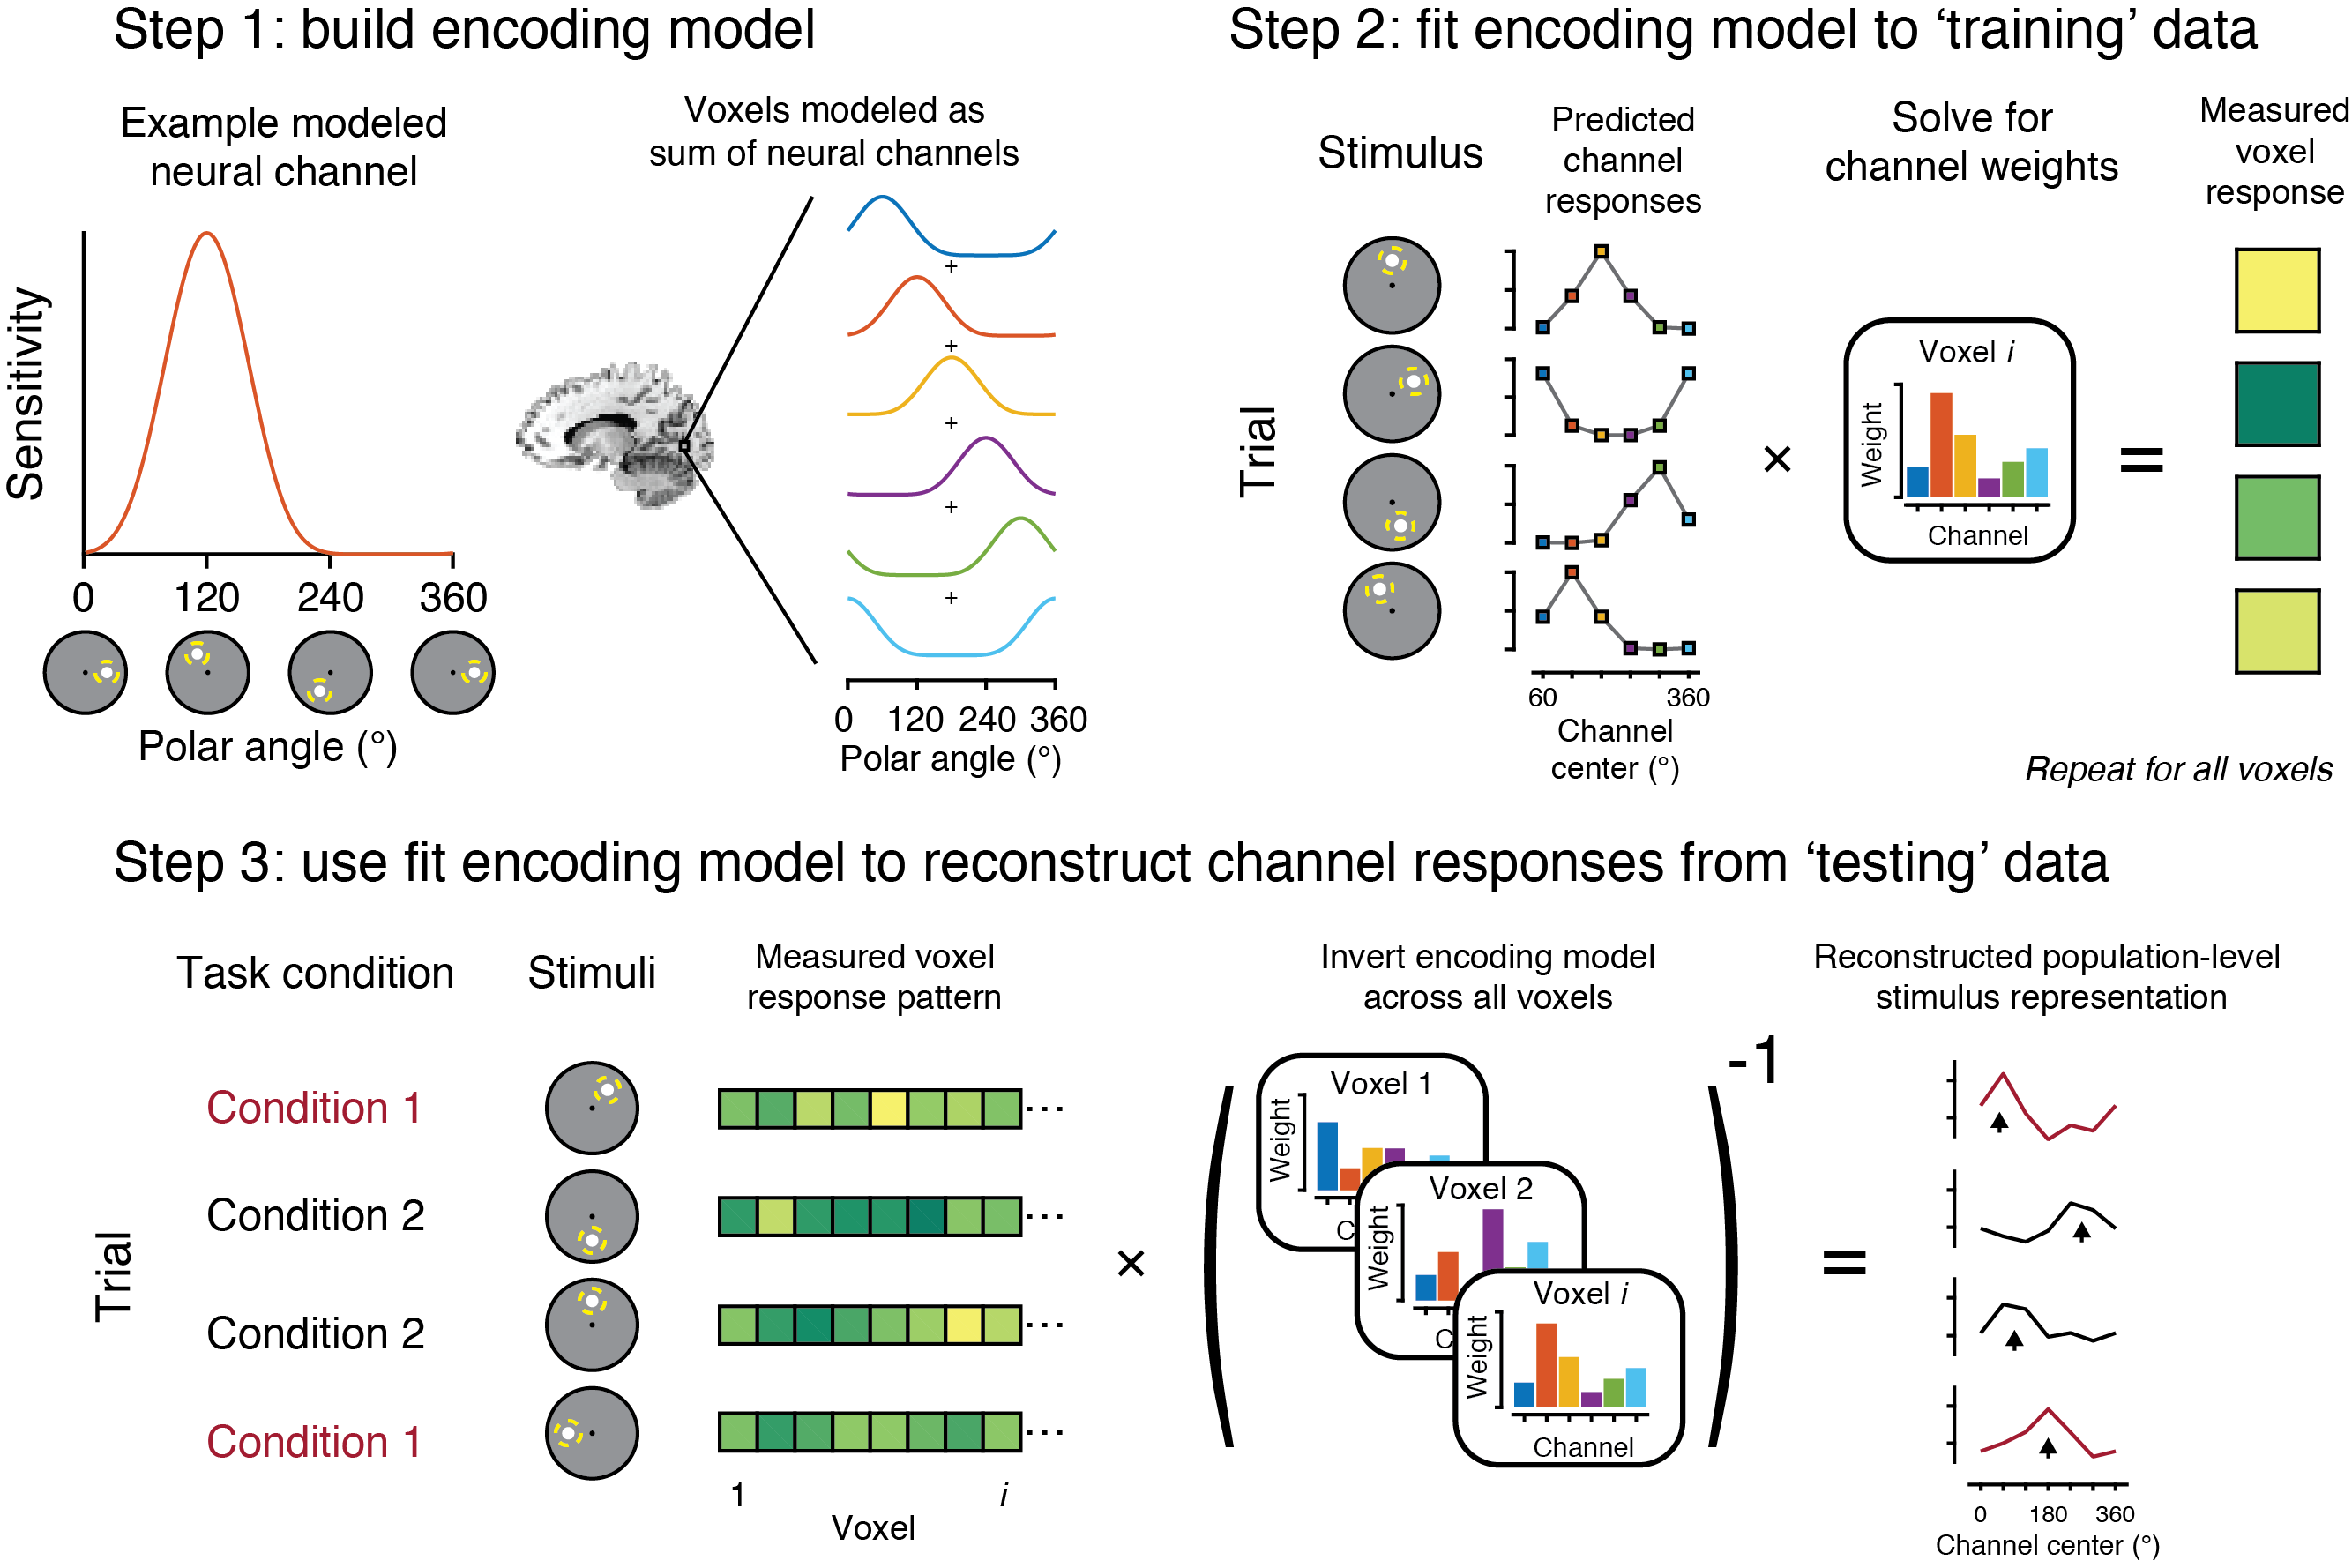 Step 1: build encoding model
Example modeled
neural channel
Sensitivity
0 120 240 360
Polar angle (°)
Voxels modeled as
sum of neural channels
+
+
+
+
+
0 120 240 360
Polar angle (°)
Step 2: fit encoding model to ‘training’ data
Stimulus
Predicted
channel
responses
Solve for
channel weights
Measured
voxel
response
Trial
60 360
Channel
center (°)
×
Voxel i
Weight
Channel
=
Repeat for all voxels
Step 3: use fit encoding model to reconstruct channel responses from ‘testing’ data
Task condition
Stimuli
Measured voxel
response pattern
Invert encoding model
across all voxels
Reconstructed population-level
stimulus representation
Trial
Condition 1
Condition 2
Condition 2
Condition 1
1 i
Voxel
×
Voxel 1
Weight
C
Voxel 2
Weight
C
Voxel i
Weight
Channel
-1
=
0 180 360
Channel center (°)